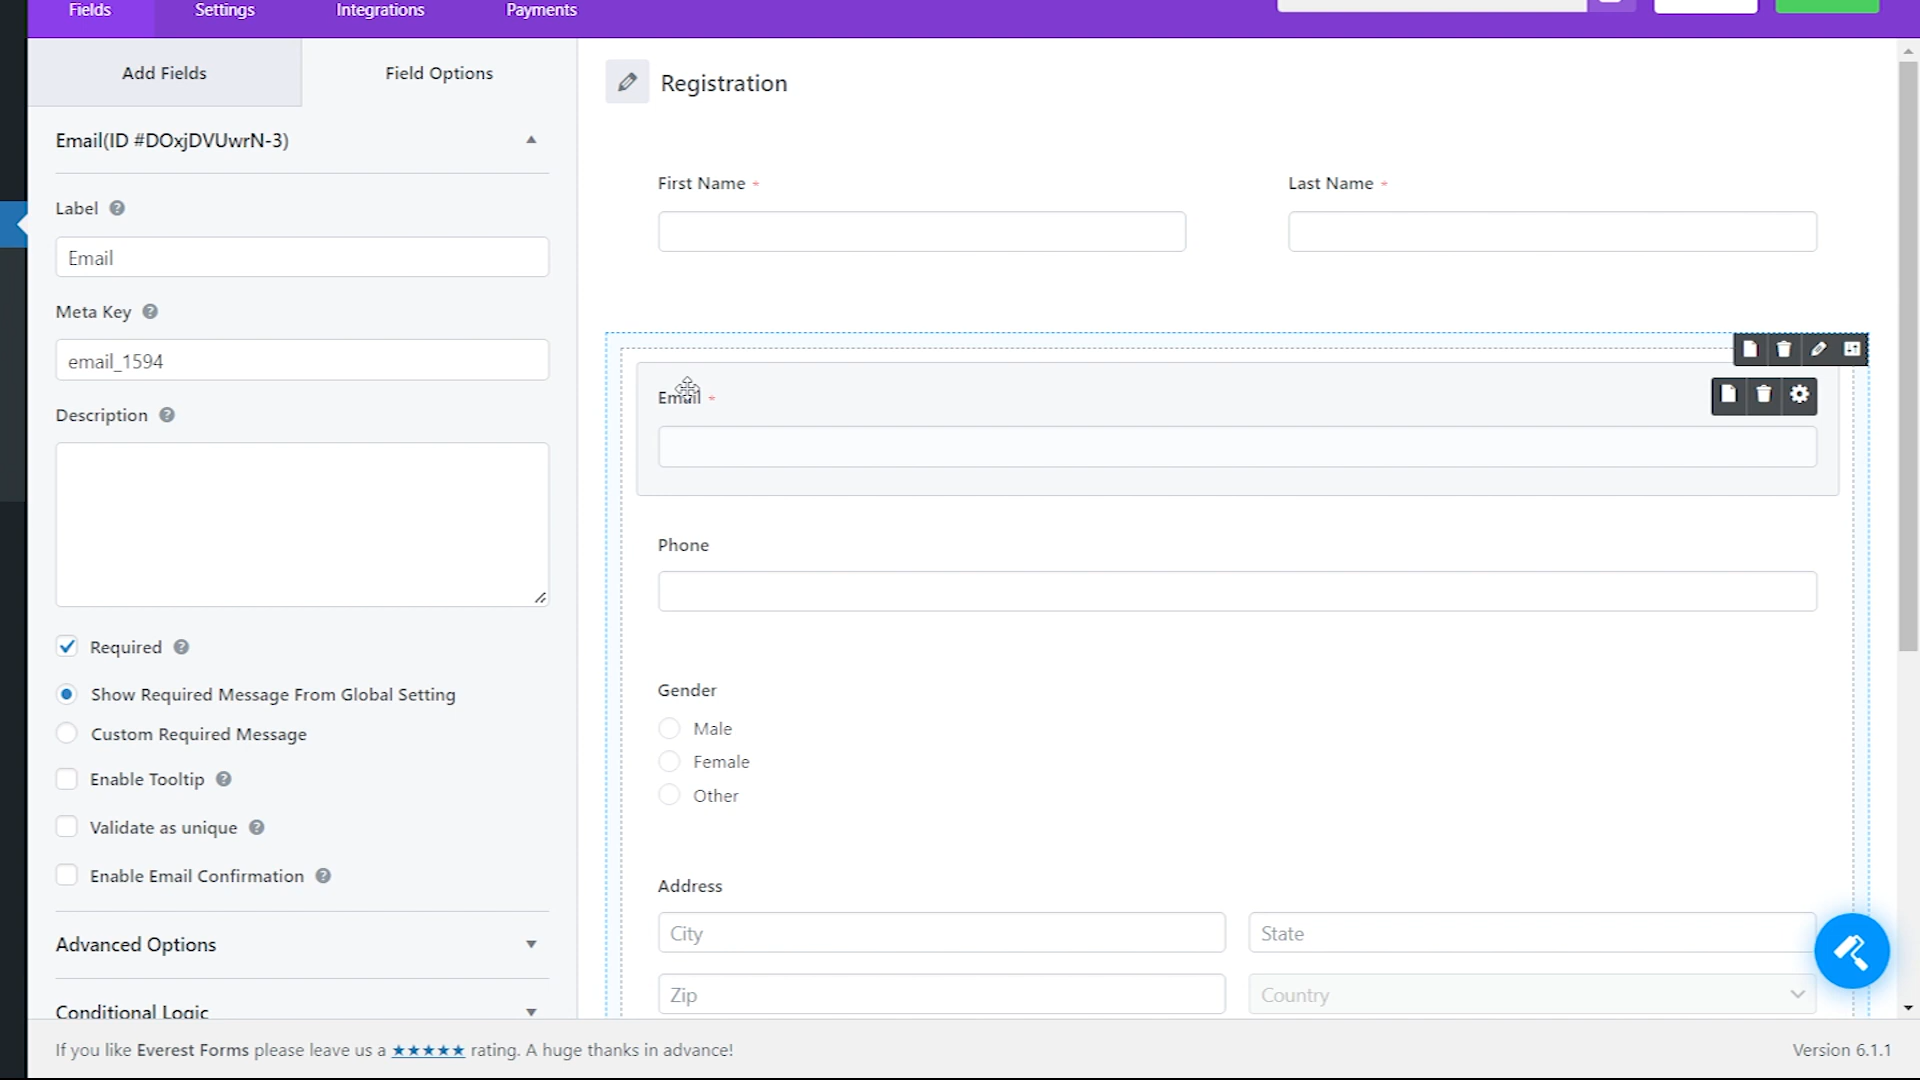 Fields
Settings
Integrations
Payments
Add Fields
Field Options
Email(ID #DOxjDVUwrN-3)
Label
Email
Meta Key
email_1594
Description
Required
Show Required Message From Global Setting
Custom Required Message
Enable Tooltip
Validate as unique
Enable Email Confirmation
Advanced Options
Conditional Logic
Registration
First Name *
Last Name *
Email *
Phone
Gender
Male
Female
Other
Address
City
State
Zip
Country
If you like Everest Forms please leave us a ★★★★★ rating. A huge thanks in advance!
Version 6.1.1